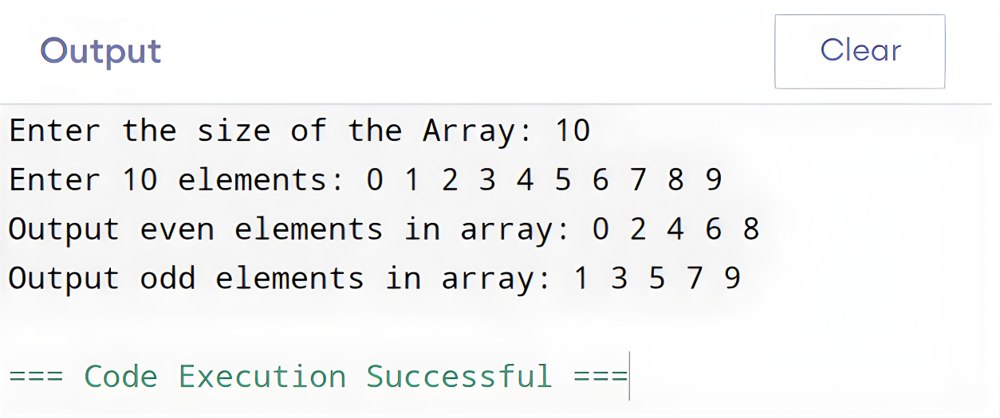 Output
Clear
Enter the size of the Array: 10
Enter 10 elements: 0 1 2 3 4 5 6 7 8 9
Output even elements in array: 0 2 4 6 8
Output odd elements in array: 1 3 5 7 9
=== Code Execution Successful ===